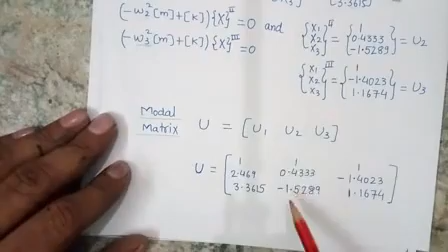 (-ω₂²[m]+[k]){X}ᴵᴵ=0 and {X₁ X₂ X₃}ᴵᴵ = {1 0.4333 -1.5289} = U₂
(-ω₃²[m]+[k]){X}ᴵᴵᴵ=0
{X₁ X₂ X₃}ᴵᴵᴵ = {1 -1.4023 1.1674} = U₃
Modal
Matrix U = [U₁ U₂ U₃]
1 1 1
U = [2.469 0.4333 -1.4023
3.3615 -1.5289 1.1674]